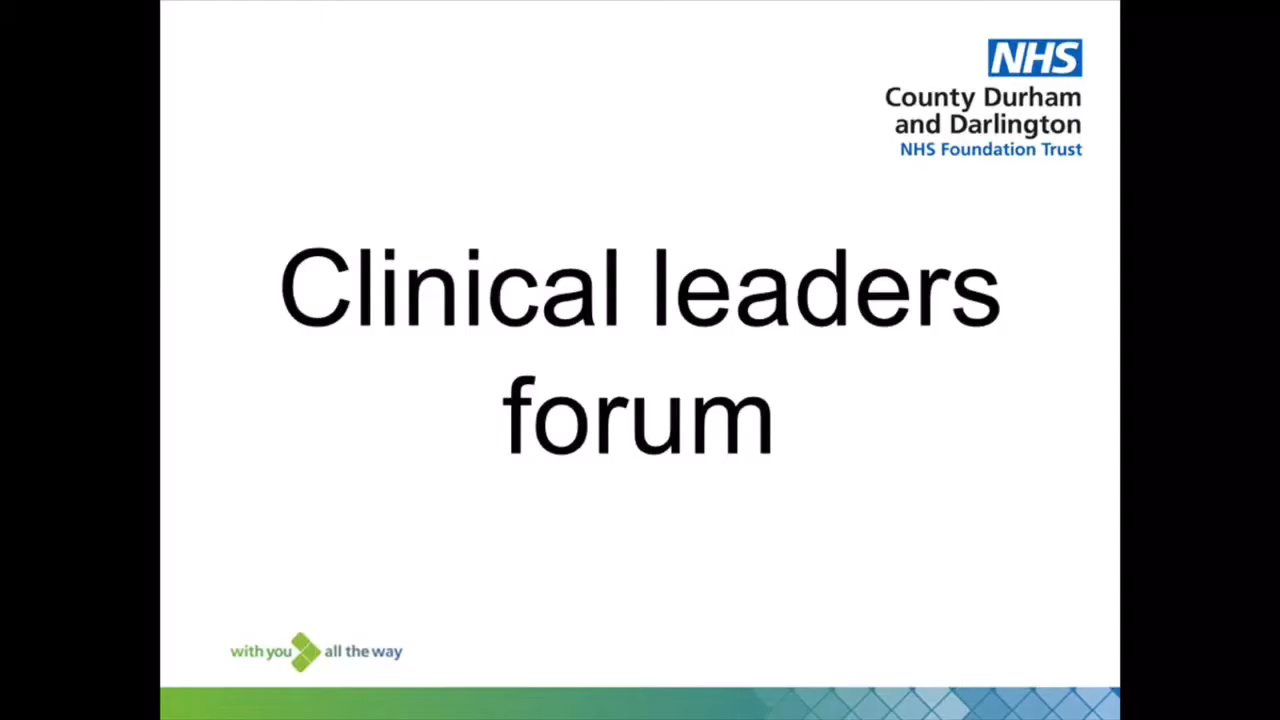 NHS
County Durham
and Darlington
NHS Foundation Trust
Clinical leaders
forum
with you all the way